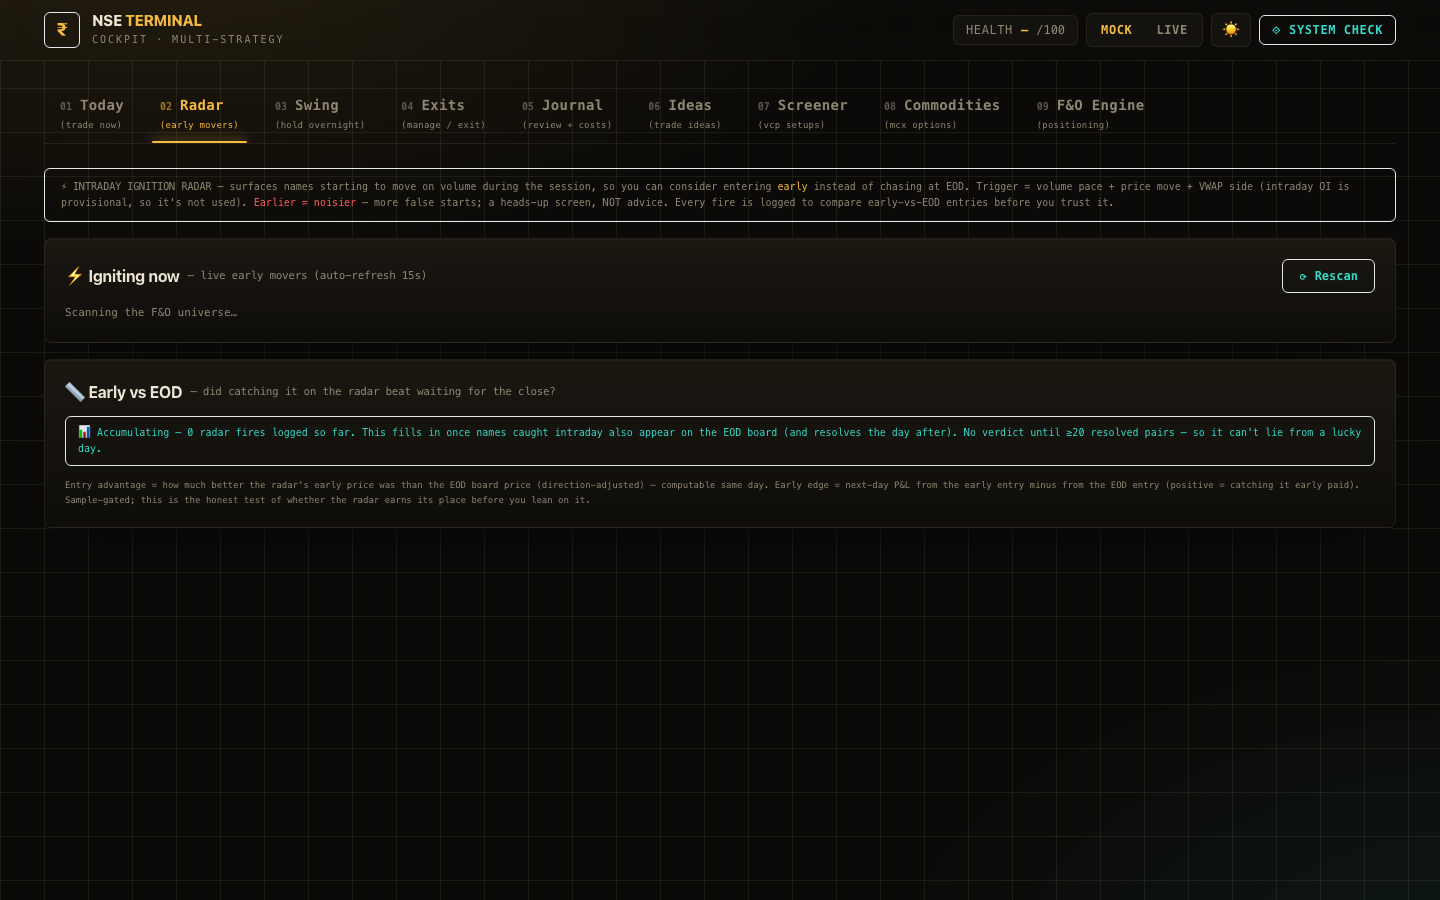 ₹
NSE TERMINAL
COCKPIT · MULTI-STRATEGY
HEALTH — /100
MOCK LIVE
◇ SYSTEM CHECK
01 Today
(trade now)
02 Radar
(early movers)
03 Swing
(hold overnight)
04 Exits
(manage / exit)
05 Journal
(review + costs)
06 Ideas
(trade ideas)
07 Screener
(vcp setups)
08 Commodities
(mcx options)
09 F&O Engine
(positioning)
⚡ INTRADAY IGNITION RADAR — surfaces names starting to move on volume during the session, so you can consider entering early instead of chasing at EOD. Trigger = volume pace + price move + VWAP side (intraday OI is
provisional, so it's not used). Earlier = noisier — more false starts; a heads-up screen, NOT advice. Every fire is logged to compare early-vs-EOD entries before you trust it.
⚡ Igniting now — live early movers (auto-refresh 15s)
⟳ Rescan
Scanning the F&O universe…
📏 Early vs EOD — did catching it on the radar beat waiting for the close?
📊 Accumulating — 0 radar fires logged so far. This fills in once names caught intraday also appear on the EOD board (and resolves the day after). No verdict until ≥20 resolved pairs — so it can't lie from a lucky
day.
Entry advantage = how much better the radar's early price was than the EOD board price (direction-adjusted) — computable same day. Early edge = next-day P&L from the early entry minus from the EOD entry (positive = catching it early paid).
Sample-gated; this is the honest test of whether the radar earns its place before you lean on it.